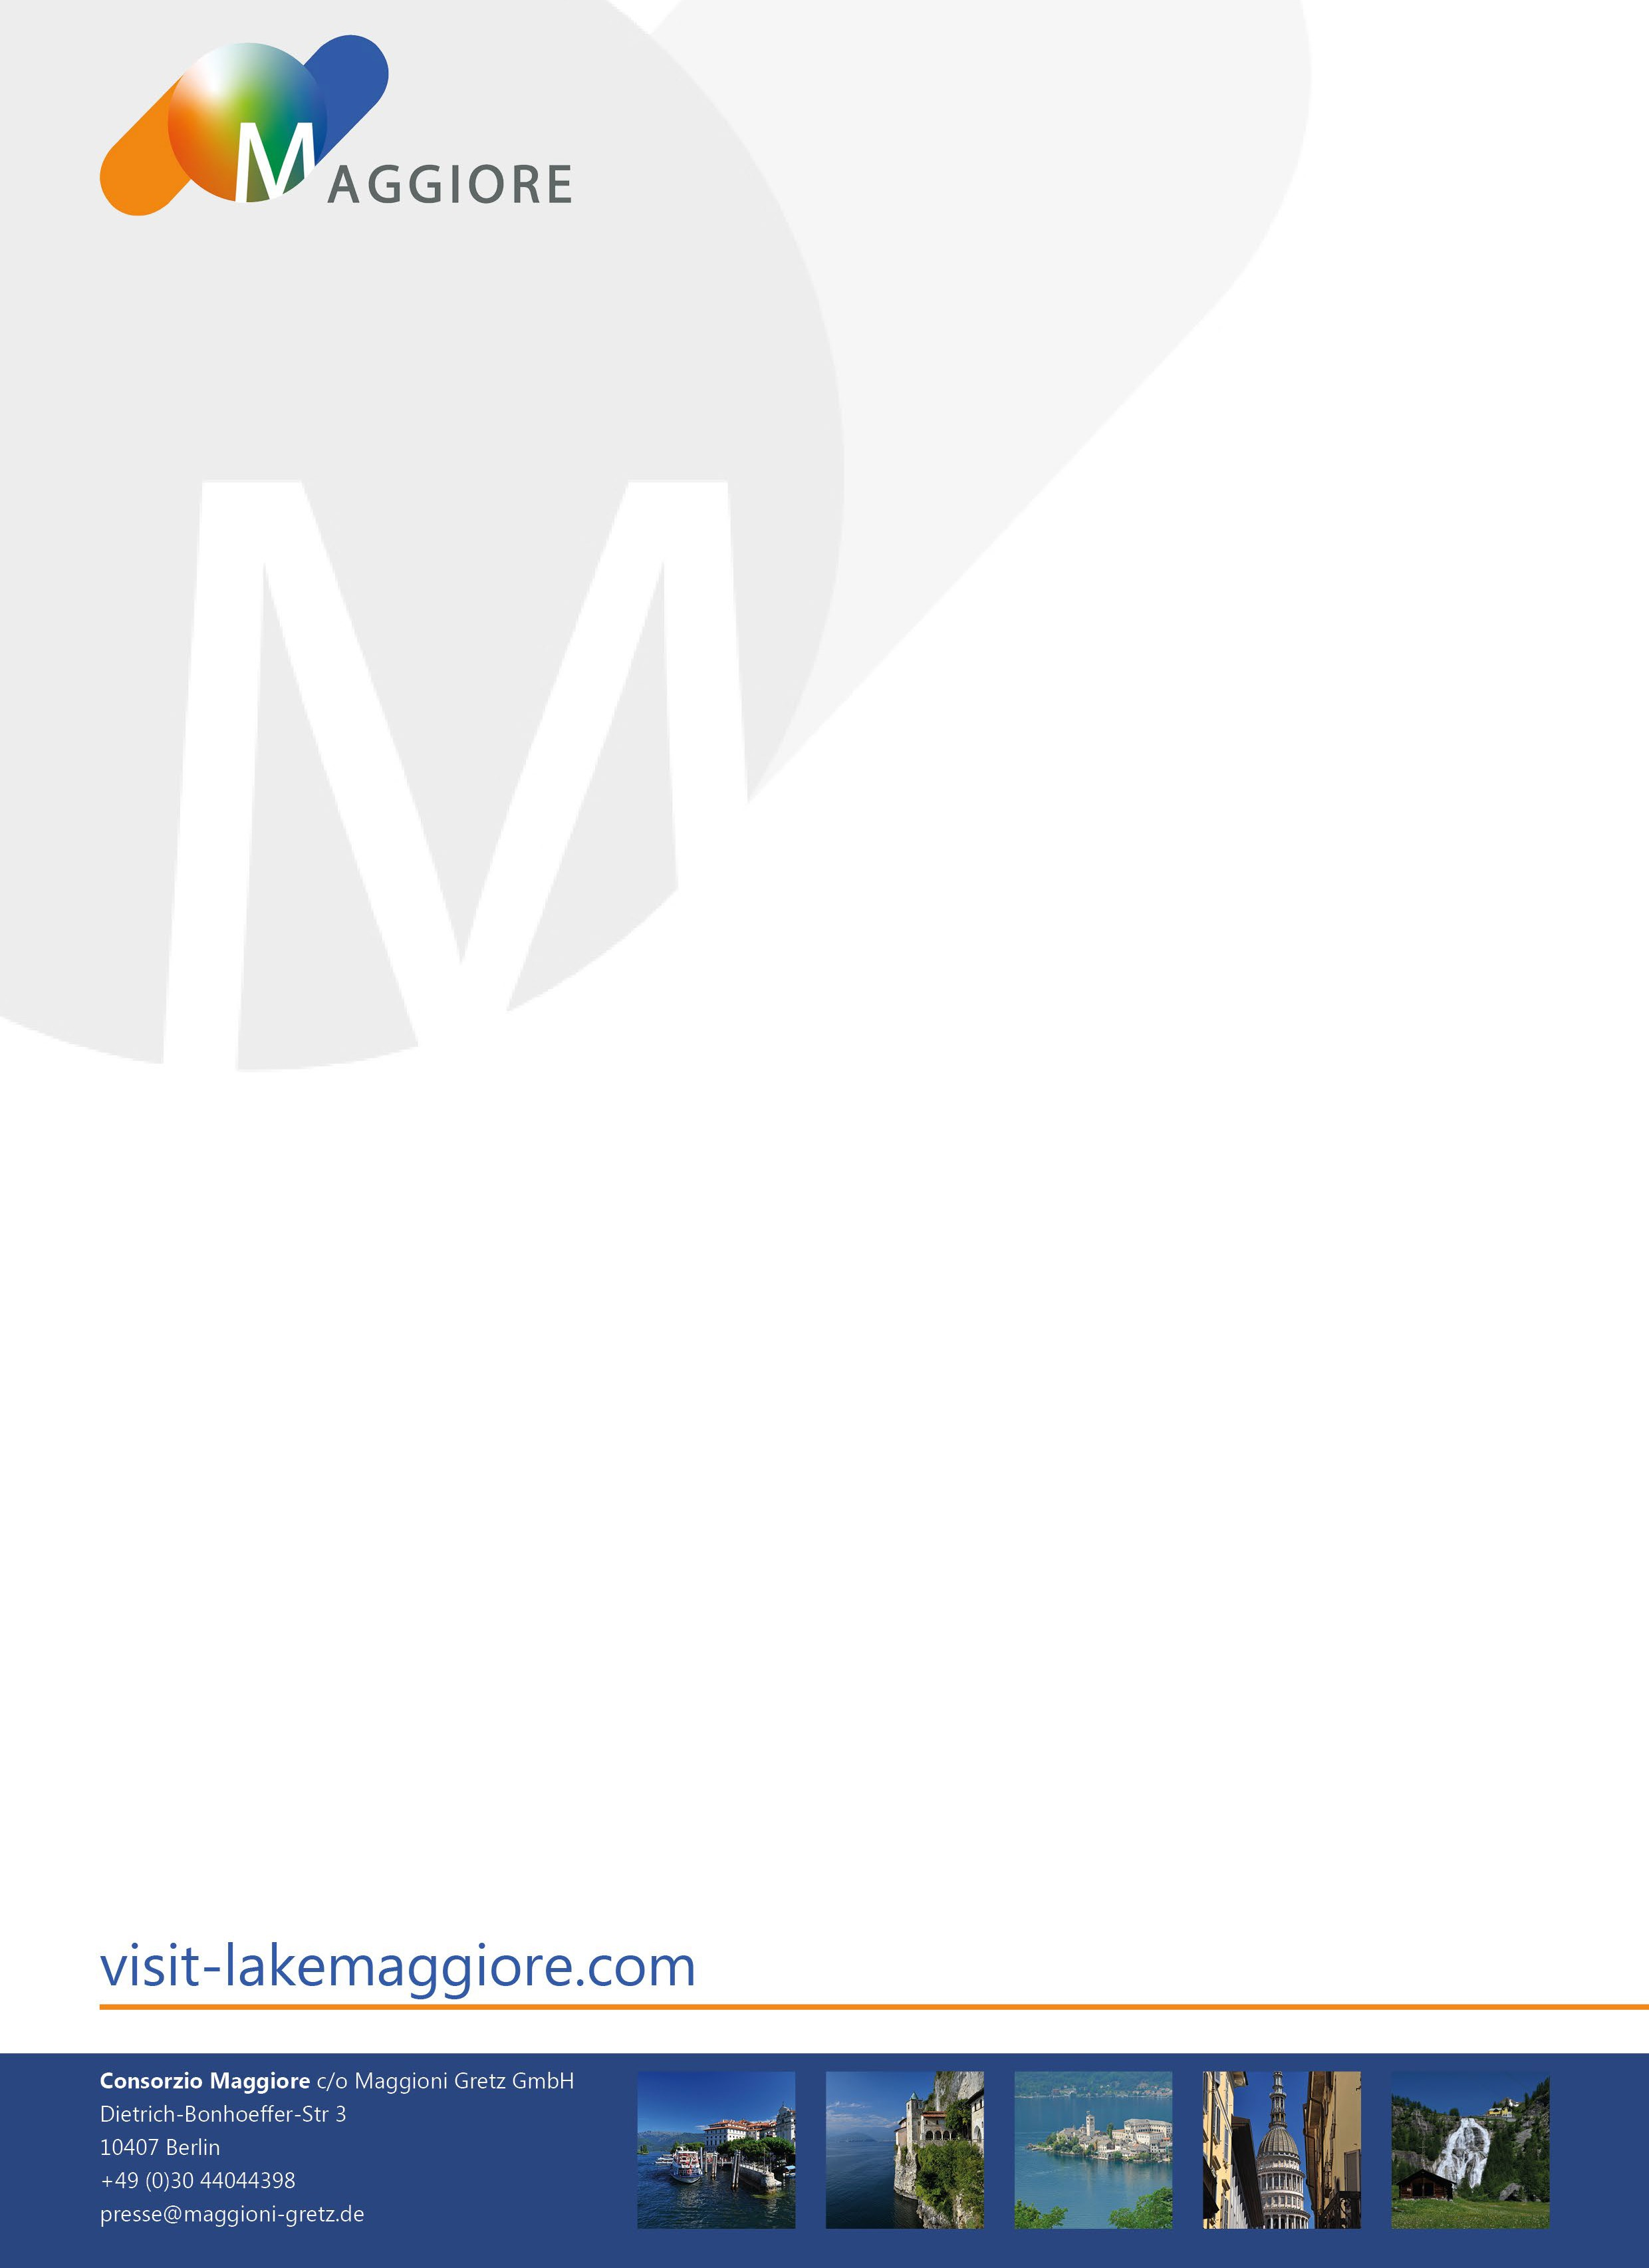 MAGGIORE
M
visit-lakemaggiore.com
Consorzio Maggiore c/o Maggioni Gretz GmbH
Dietrich-Bonhoeffer-Str 3
10407 Berlin
+49 (0)30 44044398
presse@maggioni-gretz.de